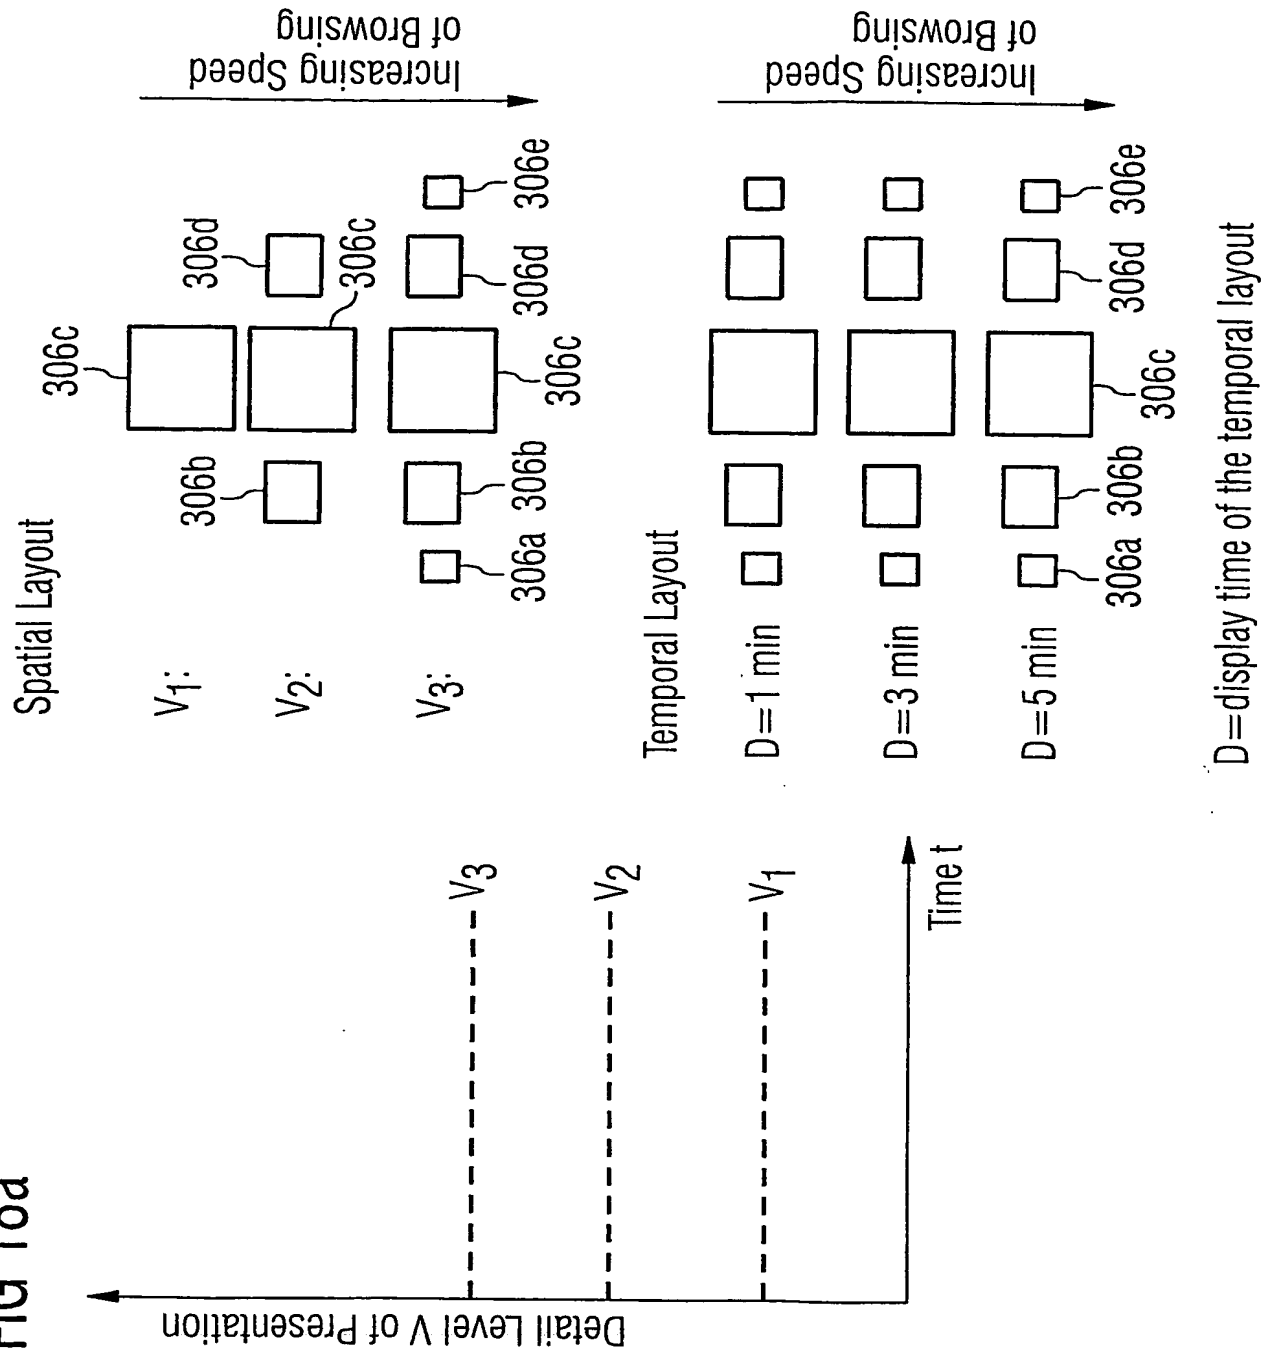 FIG
Detail Level V of Presentation
V3
V2
V1
Time t
Spatial Layout
V1:
V2:
V3:
306c
306b
306d
306c
306a
306b
306c
306d
306e
Increasing Speed
of Browsing
Temporal Layout
D=1 min
D=3 min
D=5 min
306a
306b
306c
306d
306e
Increasing Speed
of Browsing
D=display time of the temporal layout